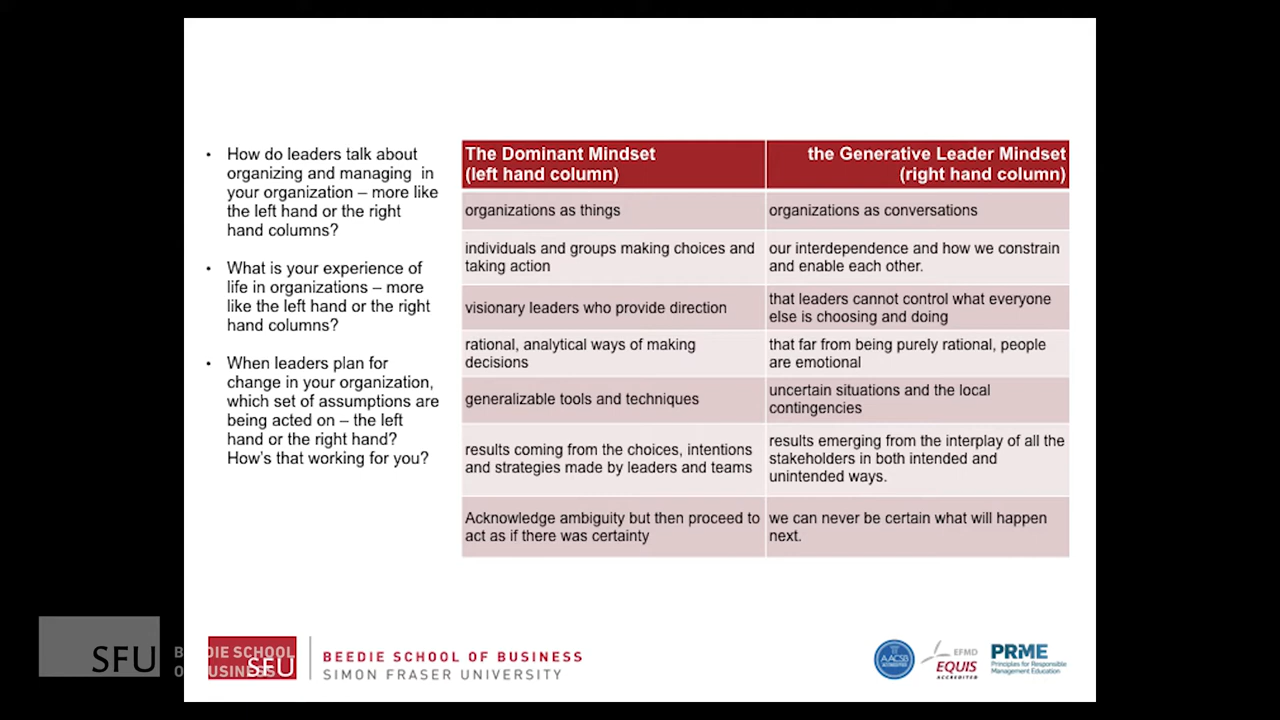 How do leaders talk about
organizing and managing in
your organization – more like
the left hand or the right
hand columns?
What is your experience of
life in organizations – more
like the left hand or the right
hand columns?
When leaders plan for
change in your organization,
which set of assumptions are
being acted on – the left
hand or the right hand?
How's that working for you?
The Dominant Mindset
(left hand column)
the Generative Leader Mindset
(right hand column)
organizations as things
organizations as conversations
individuals and groups making choices and
taking action
our interdependence and how we constrain
and enable each other.
visionary leaders who provide direction
that leaders cannot control what everyone
else is choosing and doing
rational, analytical ways of making
decisions
that far from being purely rational, people
are emotional
generalizable tools and techniques
uncertain situations and the local
contingencies
results coming from the choices, intentions
and strategies made by leaders and teams
results emerging from the interplay of all the
stakeholders in both intended and
unintended ways.
Acknowledge ambiguity but then proceed to
act as if there was certainty
we can never be certain what will happen
next.
SFU
BEEDIE SCHOOL
OF BUSINESS
SFU
BEEDIE SCHOOL OF BUSINESS
SIMON FRASER UNIVERSITY
AACSB
ACCREDITED
EFMD
EQUIS
ACCREDITED
PRME
Principles for Responsible
Management Education